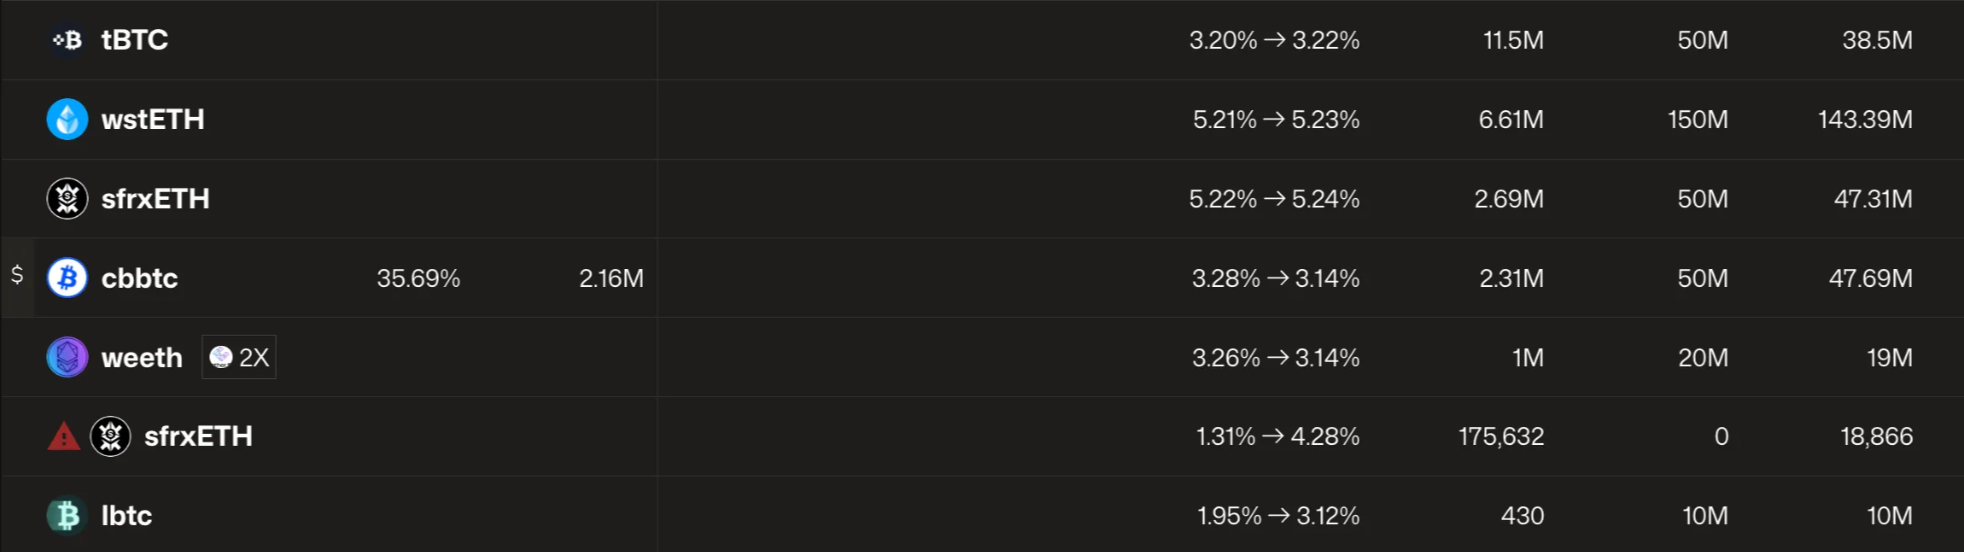 tBTC 3.20% → 3.22% 11.5M 50M 38.5M
wstETH 5.21% → 5.23% 6.61M 150M 143.39M
sfrxETH 5.22% → 5.24% 2.69M 50M 47.31M
$ cbbtc 35.69% 2.16M 3.28% → 3.14% 2.31M 50M 47.69M
weeth 2X 3.26% → 3.14% 1M 20M 19M
sfrxETH 1.31% → 4.28% 175,632 0 18,866
lbtc 1.95% → 3.12% 430 10M 10M